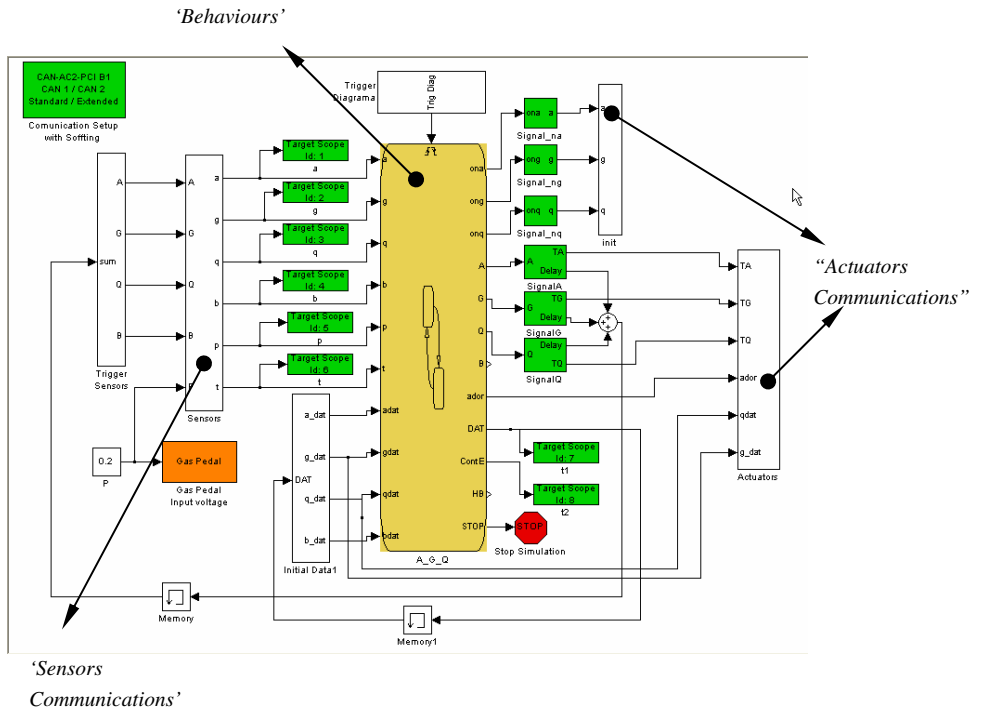 ‘Behaviours’
CAN-AC2-PCI B1
CAN 1 / CAN 2
Standard / Extended
Comunication Setup
with Soffting
Trigger
Diagrama
Trig Diag
A
G
sum
Q
B
Trigger
Sensors
A
G
Q
B
P
a
g
q
b
p
t
Sensors
Target Scope
Id: 1
a
Target Scope
Id: 2
g
Target Scope
Id: 3
q
Target Scope
Id: 4
b
Target Scope
Id: 5
p
Target Scope
Id: 6
t
0.2
P
Gas Pedal
Gas Pedal
Input voltage
DAT
a_dat
g_dat
q_dat
b_dat
Initial Data1
a
g
q
b
p
t
adat
gdat
qdat
bdat
ona
ong
onq
A
G
Q
B
ador
DAT
ContE
HB
STOP
A_G_Q
ona a
Signal_na
ong g
Signal_ng
onq q
Signal_nq
a
g
q
init
A
TA
Delay
SignalA
G
TG
Delay
SignalG
Q
Delay
TQ
SignalQ
+
+
+
Target Scope
Id: 7
t1
Target Scope
Id: 8
t2
STOP
Stop Simulation
TA
TG
TQ
ador
qdat
g_dat
Actuators
“Actuators
Communications”
Memory
Memory1
‘Sensors
Communications’